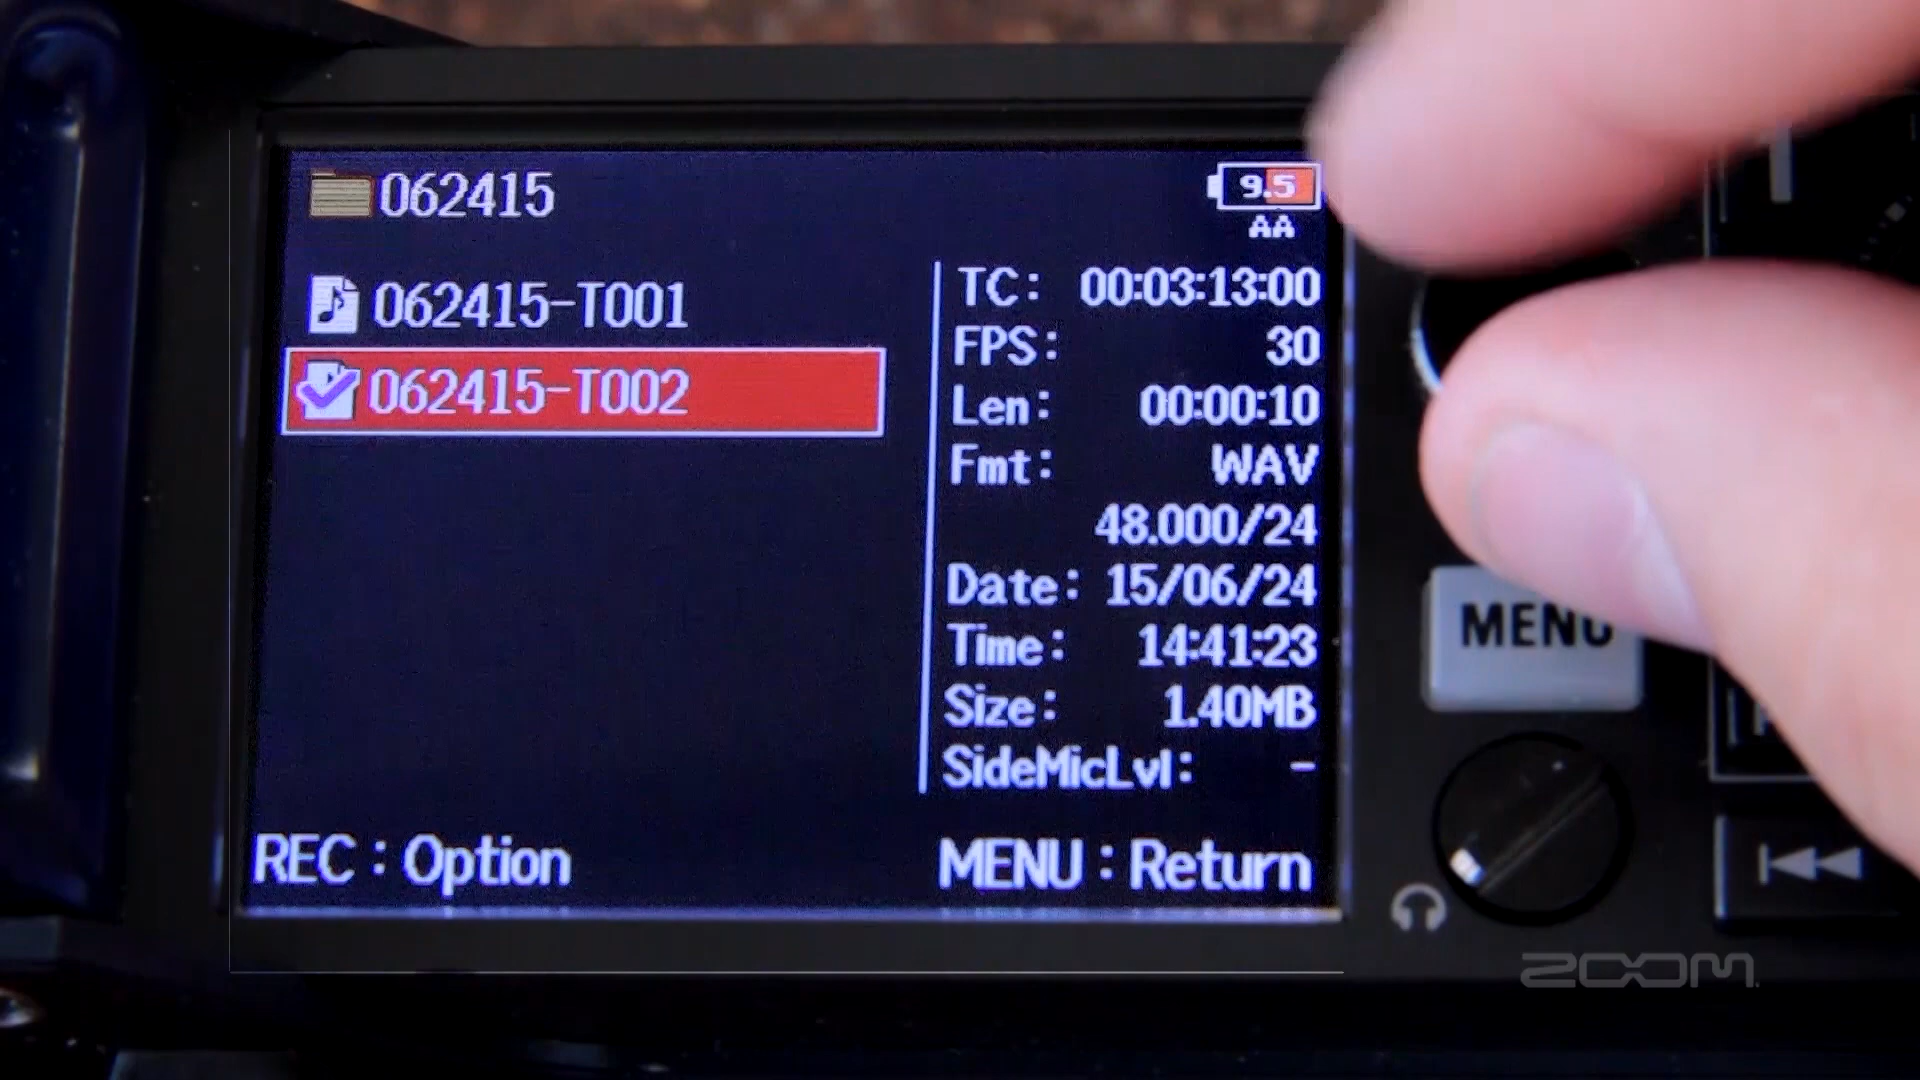 062415
9.5
AA
062415-T001
062415-T002
TC: 00:03:13:00
FPS: 30
Len: 00:00:10
Fmt: WAV
48.000/24
Date: 15/06/24
Time: 14:41:23
Size: 1.40MB
SideMicLvl: -
REC : Option
MENU : Return
MENU
ZOOM